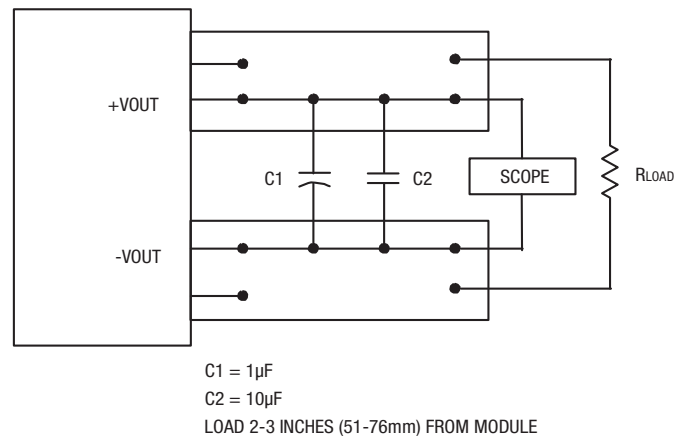 +VOUT
C1
C2
SCOPE
RLOAD
-VOUT
C1 = 1µF
C2 = 10µF
LOAD 2-3 INCHES (51-76mm) FROM MODULE